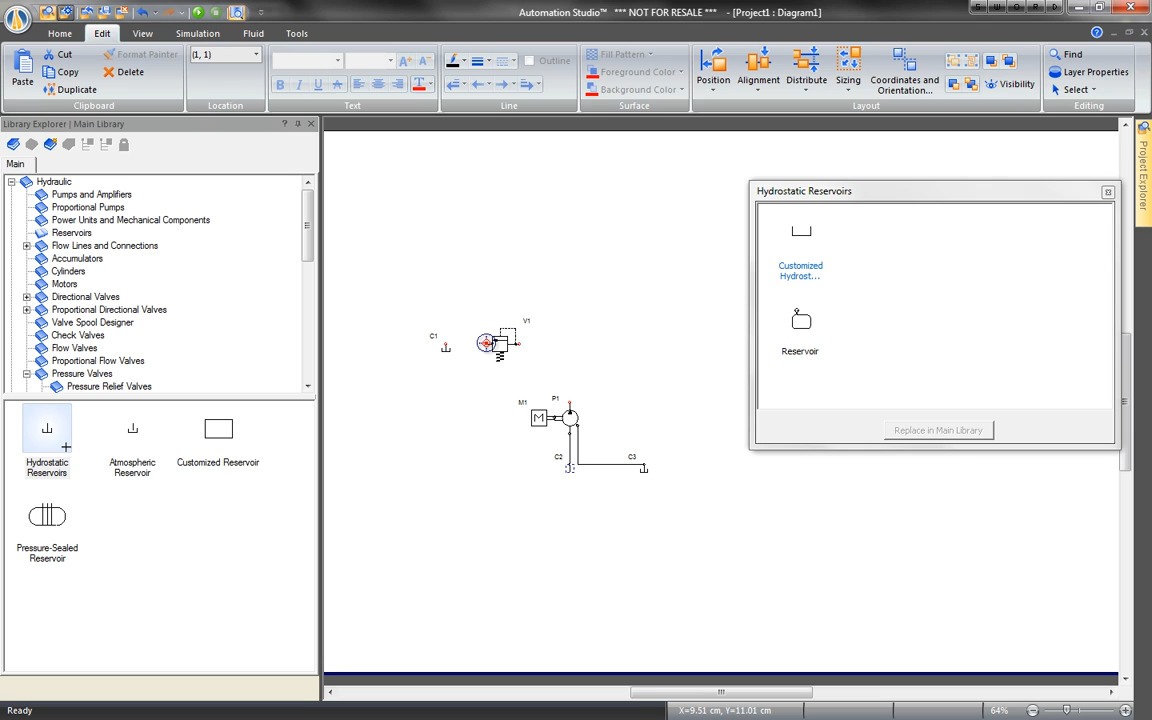 Automation Studio™ *** NOT FOR RESALE *** - [Project1 : Diagram1]
Home Edit View Simulation Fluid Tools
Paste
Cut
Copy
Duplicate
Format Painter
Delete
Clipboard
(1, 1)
Location
Text
Outline
Line
Fill Pattern
Foreground Color
Background Color
Surface
Position
Alignment
Distribute
Sizing
Coordinates and
Orientation...
Visibility
Layout
Find
Layer Properties
Select
Editing
Library Explorer | Main Library
Main
Hydraulic
Pumps and Amplifiers
Proportional Pumps
Power Units and Mechanical Components
Reservoirs
Flow Lines and Connections
Accumulators
Cylinders
Motors
Directional Valves
Proportional Directional Valves
Valve Spool Designer
Check Valves
Flow Valves
Proportional Flow Valves
Pressure Valves
Pressure Relief Valves
Hydrostatic
Reservoirs
Atmospheric
Reservoir
Customized Reservoir
Pressure-Sealed
Reservoir
C1
V1
M1
P1
M
C2
C3
Hydrostatic Reservoirs
Customized
Hydrost...
Reservoir
Replace in Main Library
Project Explorer
Ready
X=9.51 cm, Y=11.01 cm
64%